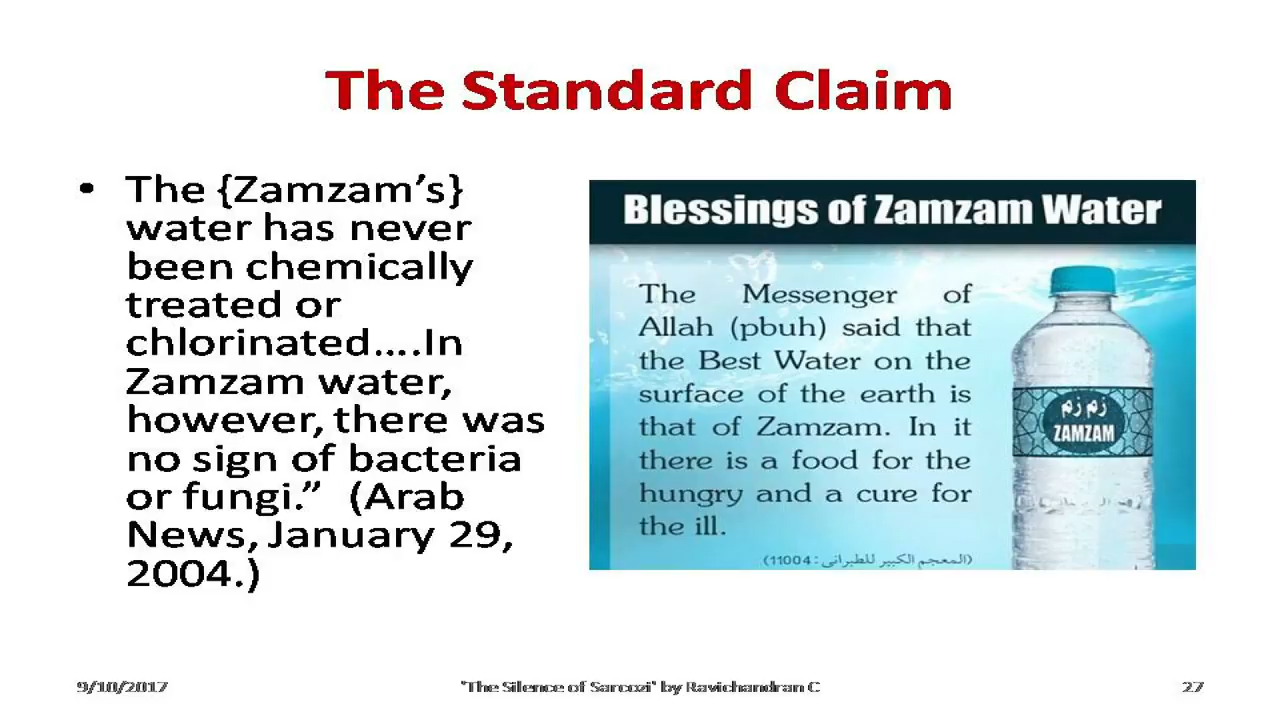 The Standard Claim
• The {Zamzam's}
water has never
been chemically
treated or
chlorinated....In
Zamzam water,
however, there was
no sign of bacteria
or fungi.” (Arab
News, January 29,
2004.)
Blessings of Zamzam Water
The Messenger of
Allah (pbuh) said that
the Best Water on the
surface of the earth is
that of Zamzam. In it
there is a food for the
hungry and a cure for
the ill.
(المعجم الكبير للطبراني : 11004)
زم زم
ZAMZAM
9/10/2017
'The Silence of Sarcozi' by Ravichandran C
27